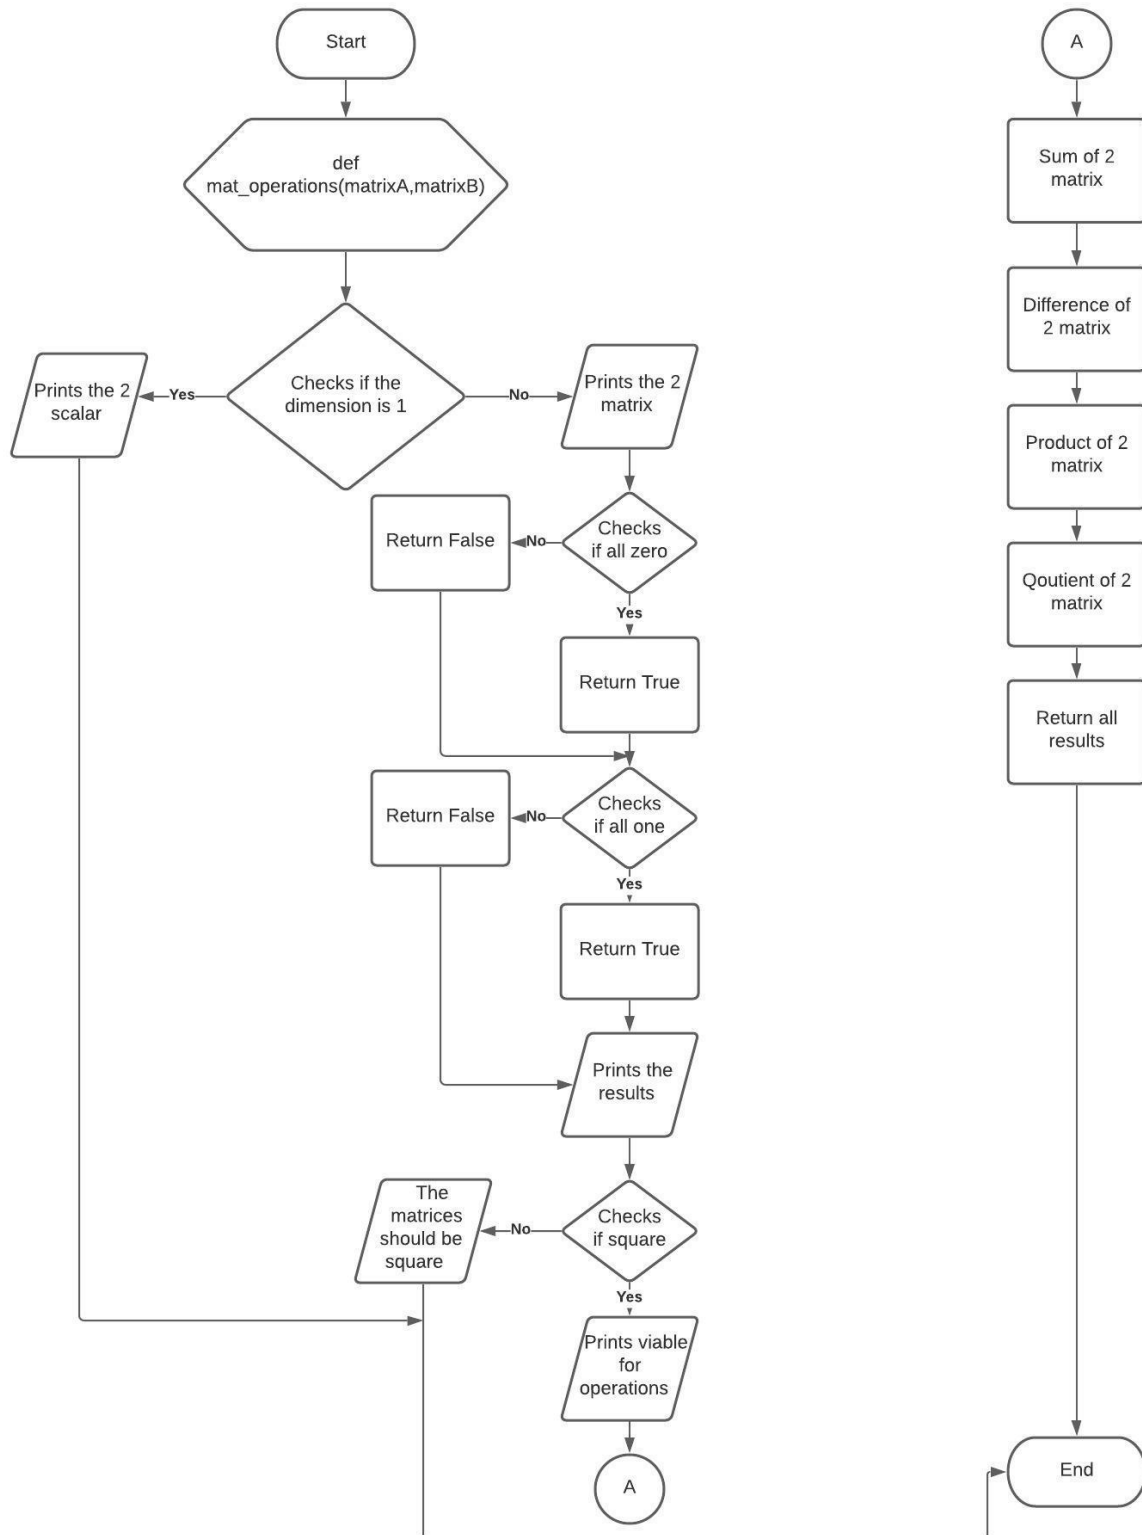 Start
def
mat_operations(matrixA,matrixB)
Checks if the
dimension is 1
Yes
Prints the 2
scalar
No
Prints the 2
matrix
Checks
if all zero
No
Return False
Yes
Return True
Checks
if all one
No
Return False
Yes
Return True
Prints the
results
Checks
if square
No
The
matrices
should be
square
Yes
Prints viable
for
operations
A
A
Sum of 2
matrix
Difference of
2 matrix
Product of 2
matrix
Qoutient of 2
matrix
Return all
results
End